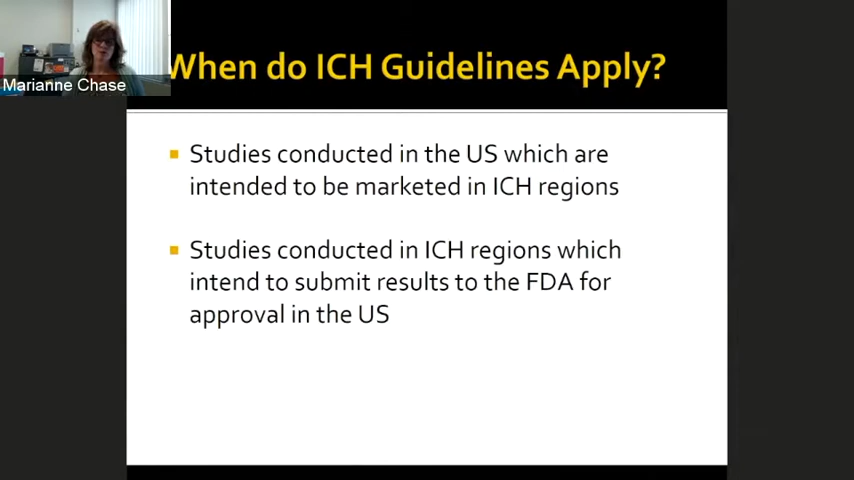 Marianne Chase
When do ICH Guidelines Apply?
Studies conducted in the US which are
intended to be marketed in ICH regions
Studies conducted in ICH regions which
intend to submit results to the FDA for
approval in the US